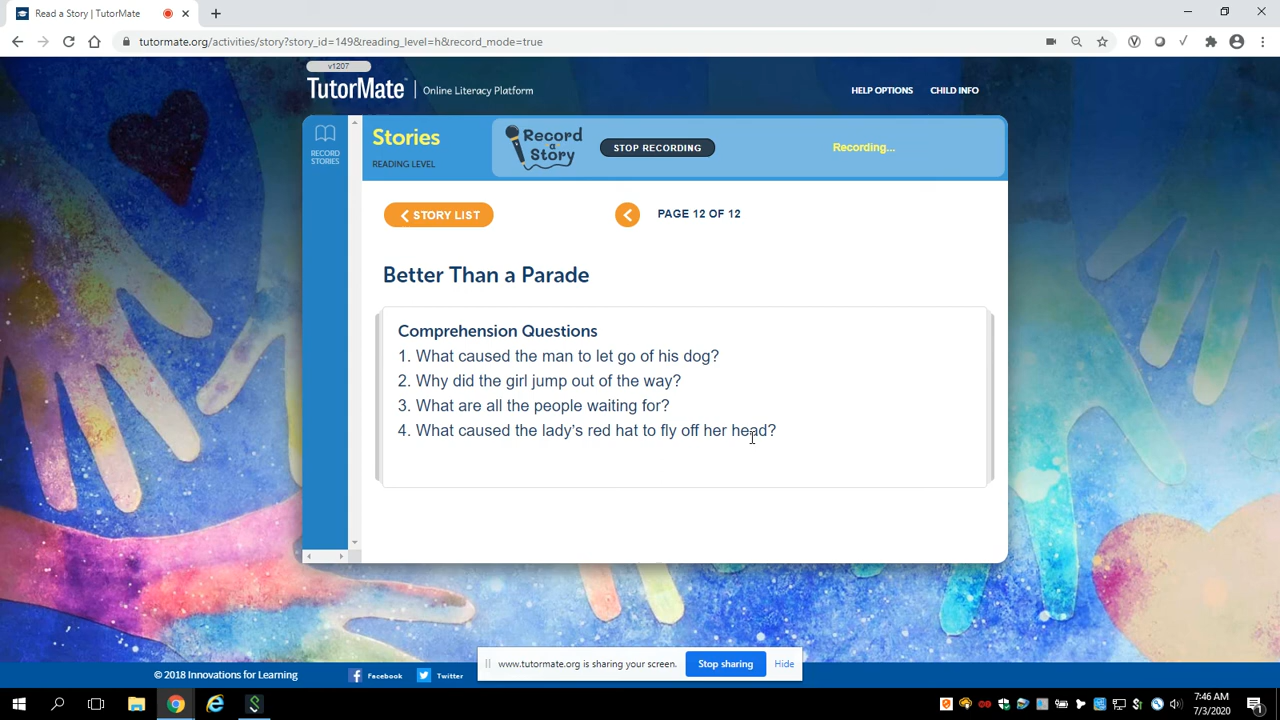 Read a Story | TutorMate
tutormate.org/activities/story?story_id=149&reading_level=h&record_mode=true
v1207
TutorMate
Online Literacy Platform
HELP OPTIONS
CHILD INFO
RECORD
STORIES
Stories
READING LEVEL
Record
a
Story
STOP RECORDING
Recording...
STORY LIST
PAGE 12 OF 12
Better Than a Parade
Comprehension Questions
1. What caused the man to let go of his dog?
2. Why did the girl jump out of the way?
3. What are all the people waiting for?
4. What caused the lady's red hat to fly off her head?
www.tutormate.org is sharing your screen.
Stop sharing
Hide
© 2018 Innovations for Learning
Facebook
Twitter
7:46 AM
7/3/2020